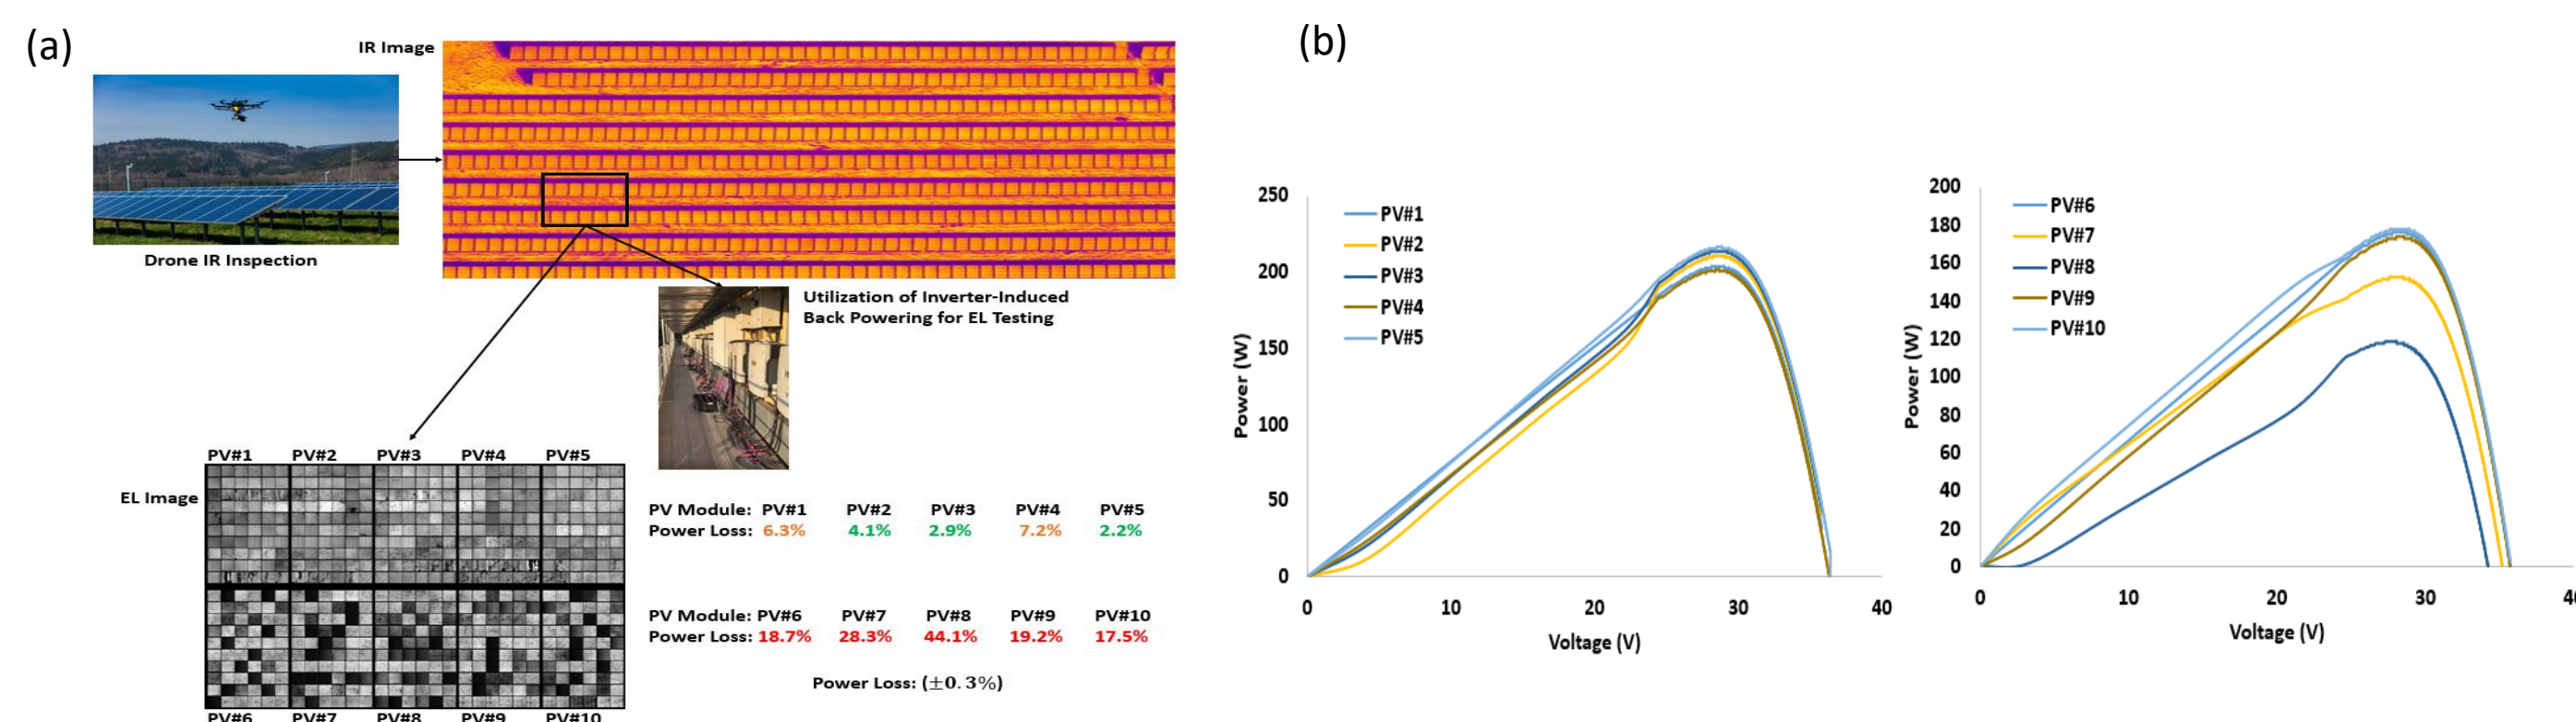 (a)
IR Image
Drone IR Inspection
Utilization of Inverter-Induced
Back Powering for EL Testing
PV#1 PV#2 PV#3 PV#4 PV#5
EL Image
PV#6 PV#7 PV#8 PV#9 PV#10
PV Module: PV#1 PV#2 PV#3 PV#4 PV#5
Power Loss: 6.3% 4.1% 2.9% 7.2% 2.2%
PV Module: PV#6 PV#7 PV#8 PV#9 PV#10
Power Loss: 18.7% 28.3% 44.1% 19.2% 17.5%
Power Loss: (±0.3%)
(b)
250
200
150
100
50
0
Power (W)
PV#1
PV#2
PV#3
PV#4
PV#5
0 10 20 30 40
Voltage (V)
200
180
160
140
120
100
80
60
40
20
0
Power (W)
PV#6
PV#7
PV#8
PV#9
PV#10
0 10 20 30
Voltage (V)